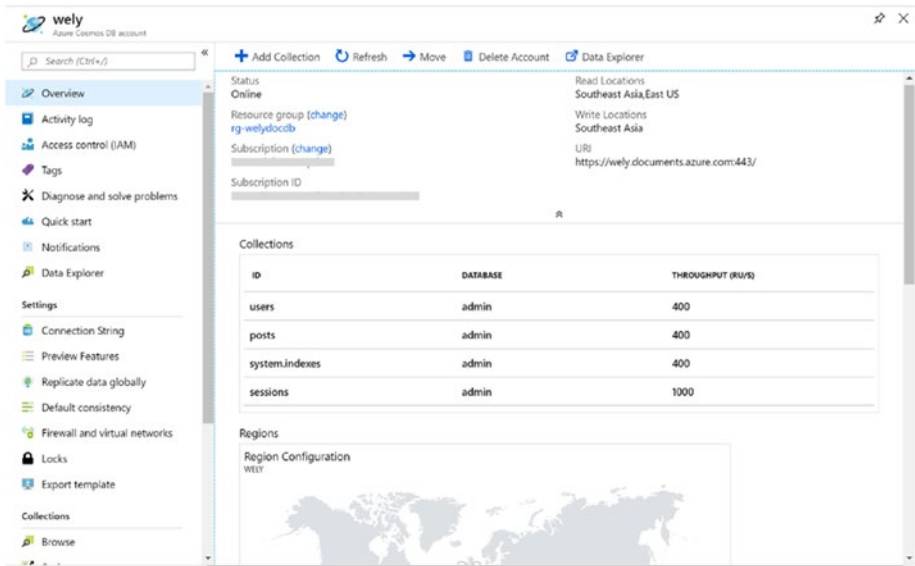 wely
Azure Cosmos DB account
Search (Ctrl+/)
Overview
Activity log
Access control (IAM)
Tags
Diagnose and solve problems
Quick start
Notifications
Data Explorer
Settings
Connection String
Preview Features
Replicate data globally
Default consistency
Firewall and virtual networks
Locks
Export template
Collections
Browse
Add Collection Refresh Move Delete Account Data Explorer
Status
Online
Resource group (change)
rg-welydocdb
Subscription (change)
Subscription ID
Read Locations
Southeast Asia,East US
Write Locations
Southeast Asia
URI
https://wely.documents.azure.com:443/
Collections
ID DATABASE THROUGHPUT (RU/S)
users admin 400
posts admin 400
system.indexes admin 400
sessions admin 1000
Regions
Region Configuration
WELY